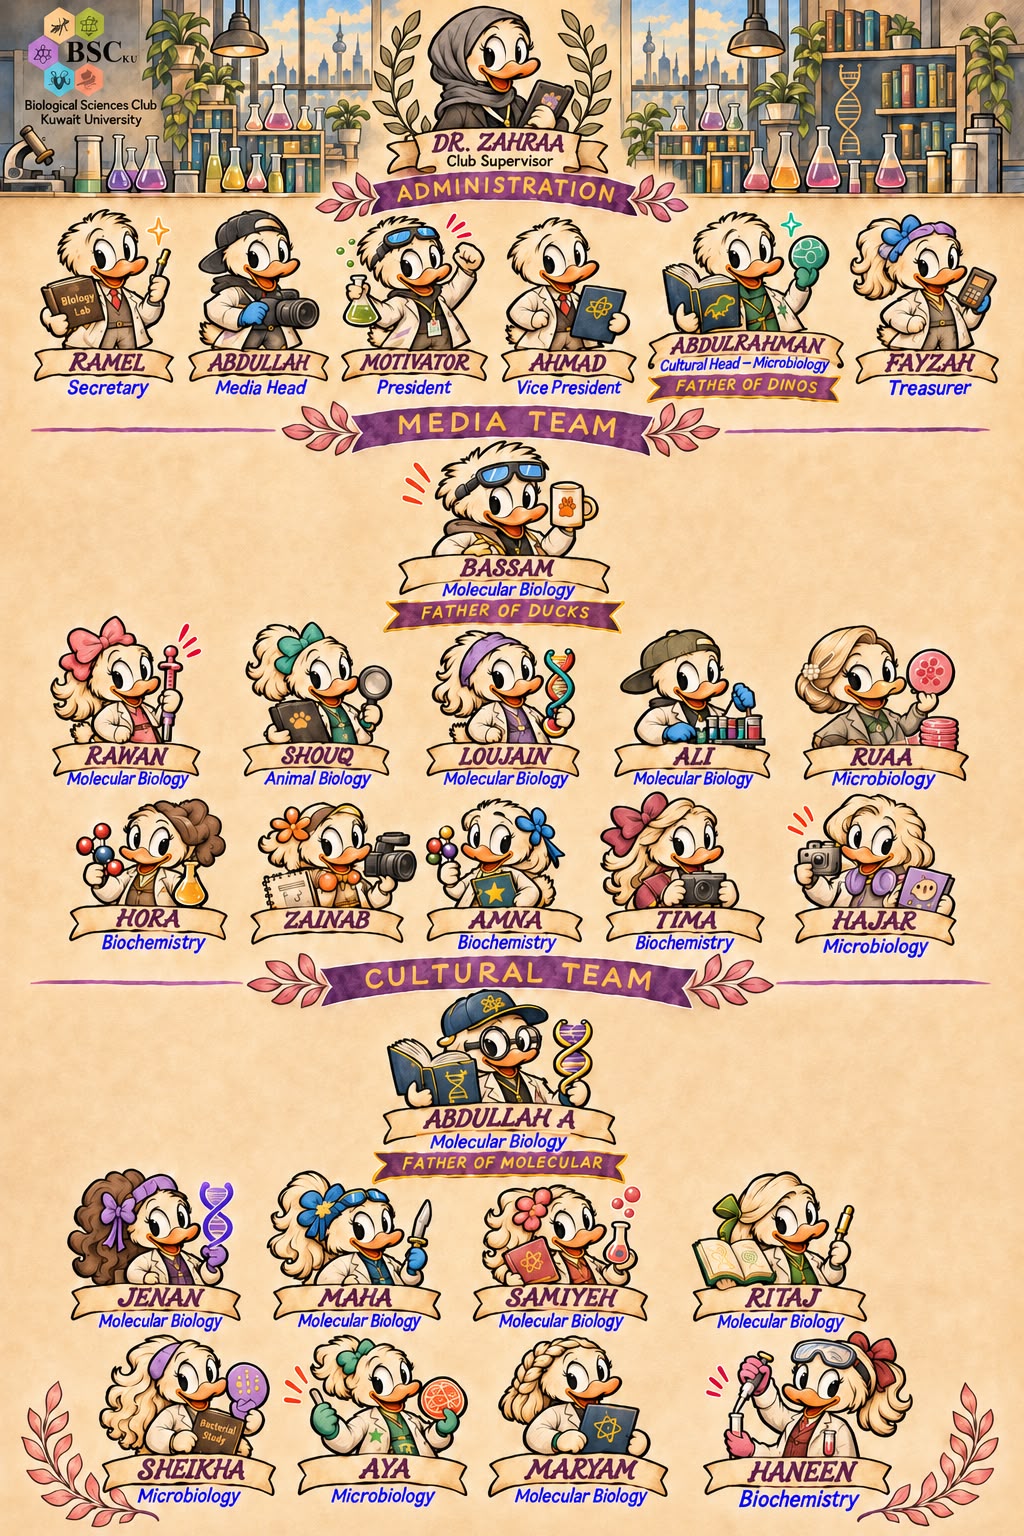 BSC KU
Biological Sciences Club
Kuwait University
DR. ZAHRAA
Club Supervisor
ADMINISTRATION
Biology
Lab
RAMEL
Secretary
ABDULLAH
Media Head
MOTIVATOR
President
AHMAD
Vice President
ABDULRAHMAN
Cultural Head – Microbiology
FATHER OF DINOS
FAYZAH
Treasurer
MEDIA TEAM
BASSAM
Molecular Biology
FATHER OF DUCKS
RAWAN
Molecular Biology
SHOUQ
Animal Biology
LOUJAIN
Molecular Biology
ALI
Molecular Biology
RUAA
Microbiology
HORA
Biochemistry
ZAINAB
AMNA
Biochemistry
TIMA
Biochemistry
HAJAR
Microbiology
CULTURAL TEAM
ABDULLAH A
Molecular Biology
FATHER OF MOLECULAR
JENAN
Molecular Biology
MAHA
Molecular Biology
SAMIYEH
Molecular Biology
RITAJ
Molecular Biology
Bacterial
Study
SHEIKHA
Microbiology
AYA
Microbiology
MARYAM
Molecular Biology
HANEEN
Biochemistry